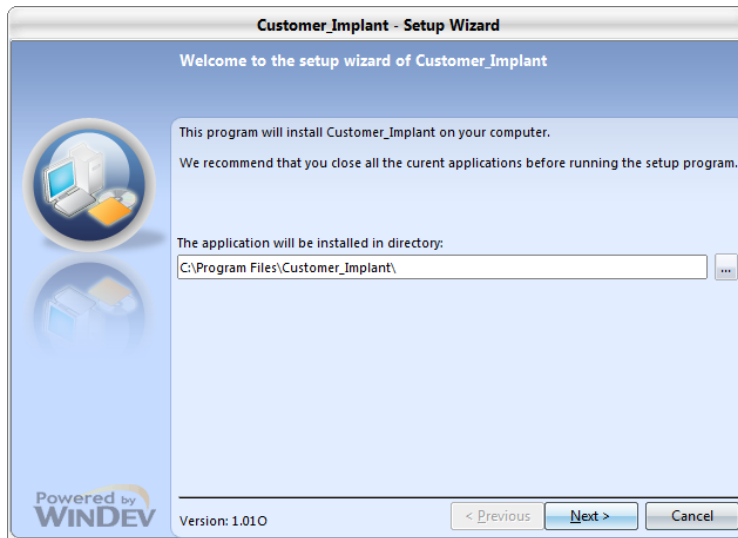 Customer_Implant - Setup Wizard
Welcome to the setup wizard of Customer_Implant
This program will install Customer_Implant on your computer.
We recommend that you close all the curent applications before running the setup program.
The application will be installed in directory:
C:\Program Files\Customer_Implant\
...
Powered by
WINDEV
Version: 1.01O
< Previous
Next >
Cancel